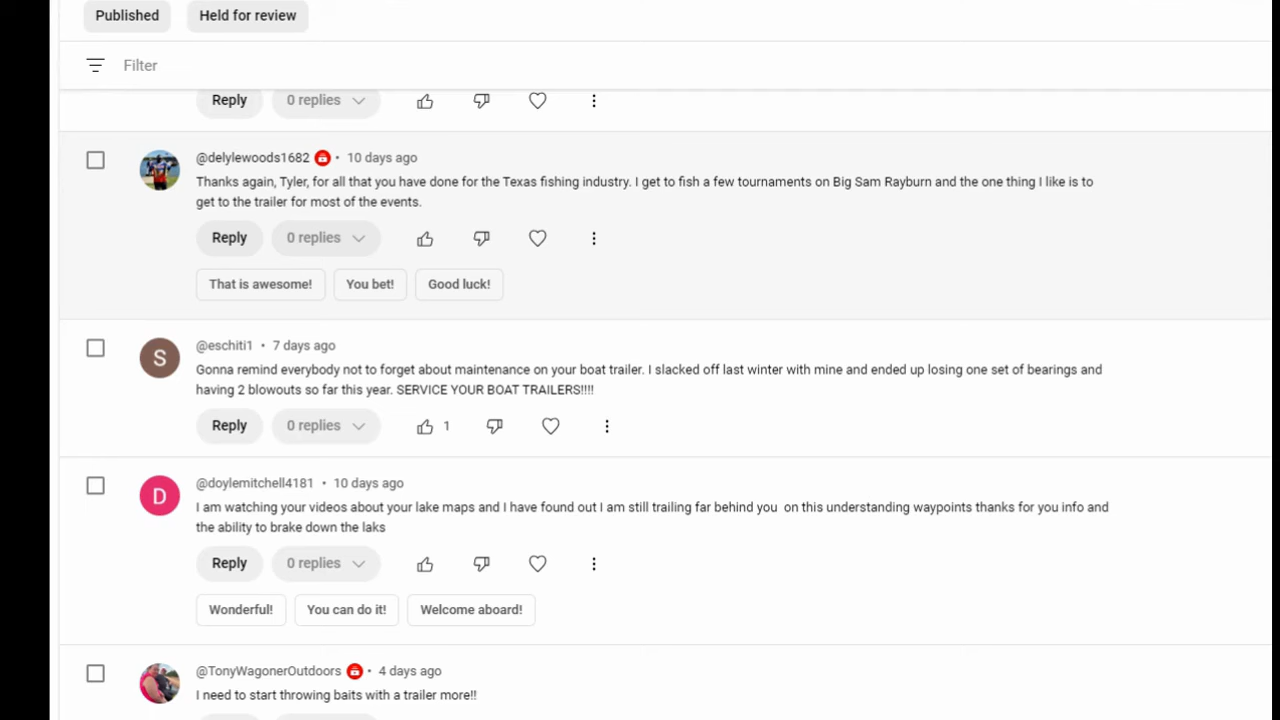 Published Held for review
Filter
Reply 0 replies
@delylewoods1682 • 10 days ago
Thanks again, Tyler, for all that you have done for the Texas fishing industry. I get to fish a few tournaments on Big Sam Rayburn and the one thing I like is to
get to the trailer for most of the events.
Reply 0 replies
That is awesome! You bet! Good luck!
S
@eschiti1 • 7 days ago
Gonna remind everybody not to forget about maintenance on your boat trailer. I slacked off last winter with mine and ended up losing one set of bearings and
having 2 blowouts so far this year. SERVICE YOUR BOAT TRAILERS!!!!
Reply 0 replies 1
D
@doylemitchell4181 • 10 days ago
I am watching your videos about your lake maps and I have found out I am still trailing far behind you on this understanding waypoints thanks for you info and
the ability to brake down the laks
Reply 0 replies
Wonderful! You can do it! Welcome aboard!
@TonyWagonerOutdoors • 4 days ago
I need to start throwing baits with a trailer more!!